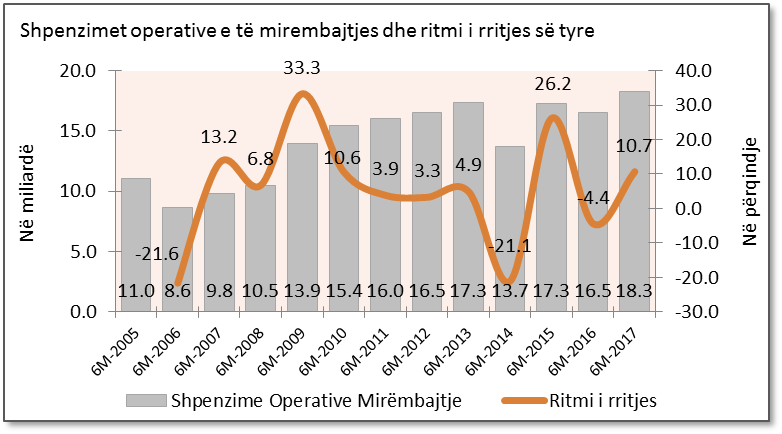 Shpenzimet operative e të mirembajtjes dhe ritmi i rritjes së tyre
20.0
15.0
10.0
5.0
0.0
Në miliardë
40.0
30.0
20.0
10.0
0.0
-10.0
-20.0
-30.0
Në përqindje
-21.6
13.2
6.8
33.3
10.6
3.9
3.3
4.9
-21.1
26.2
-4.4
10.7
11.0 8.6 9.8 10.5 13.9 15.4 16.0 16.5 17.3 13.7 17.3 16.5 18.3
6M-2005
6M-2006
6M-2007
6M-2008
6M-2009
6M-2010
6M-2011
6M-2012
6M-2013
6M-2014
6M-2015
6M-2016
6M-2017
Shpenzime Operative Mirëmbajtje
Ritmi i rritjes